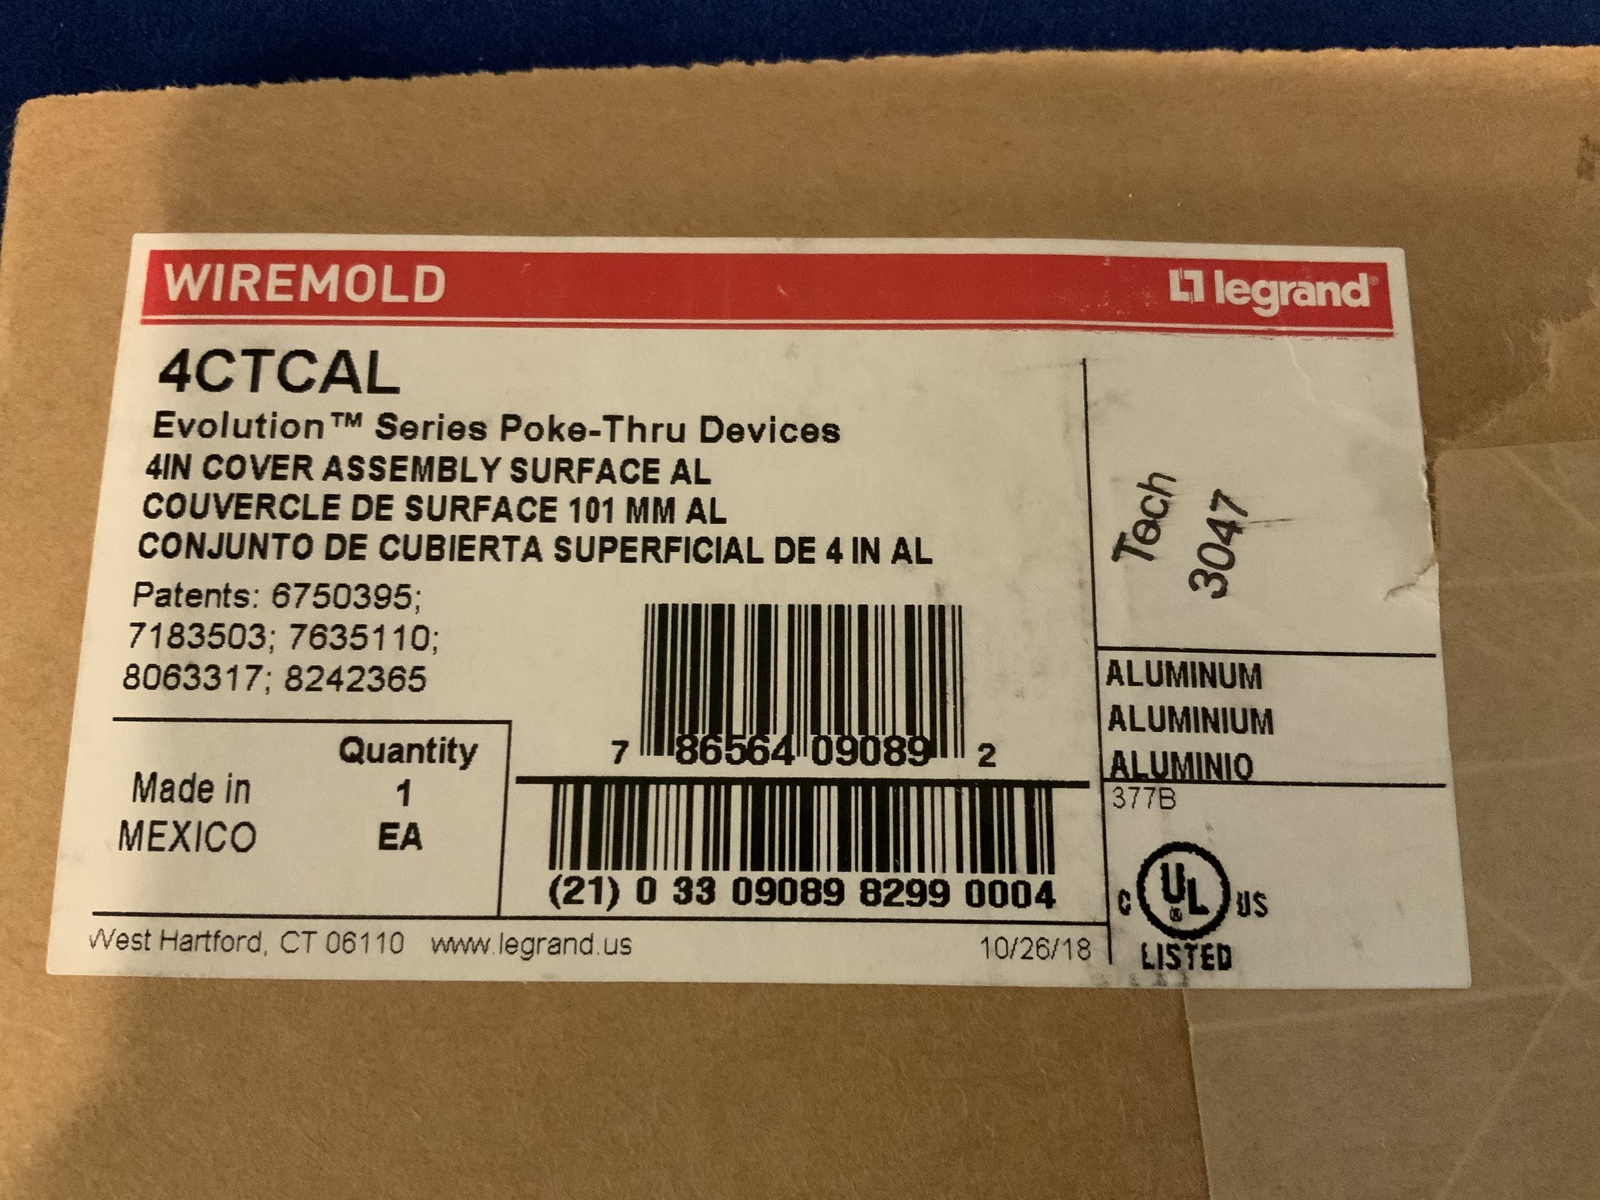 WIREMOLD
legrand®
4CTCAL
Evolution™ Series Poke-Thru Devices
4IN COVER ASSEMBLY SURFACE AL
COUVERCLE DE SURFACE 101 MM AL
CONJUNTO DE CUBIERTA SUPERFICIAL DE 4 IN AL
Patents: 6750395;
7183503; 7635110;
8063317; 8242365
7 86564 09089 2
Quantity
Made in 1
MEXICO EA
(21) 0 33 09089 8299 0004
West Hartford, CT 06110 www.legrand.us 10/26/18
Tech
3047
ALUMINUM
ALUMINIUM
ALUMINIO
377B
C UL® US
LISTED